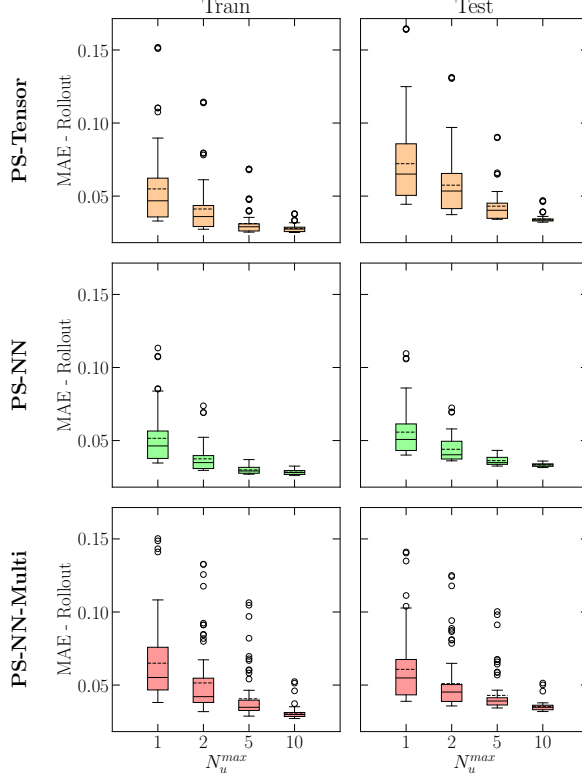 Train
Test
PS-Tensor
MAE - Rollout
0.15
0.10
0.05
PS-NN
MAE - Rollout
0.15
0.10
0.05
PS-NN-Multi
MAE - Rollout
0.15
0.10
0.05
1 2 5 10
1 2 5 10
N_u^{max}
N_u^{max}